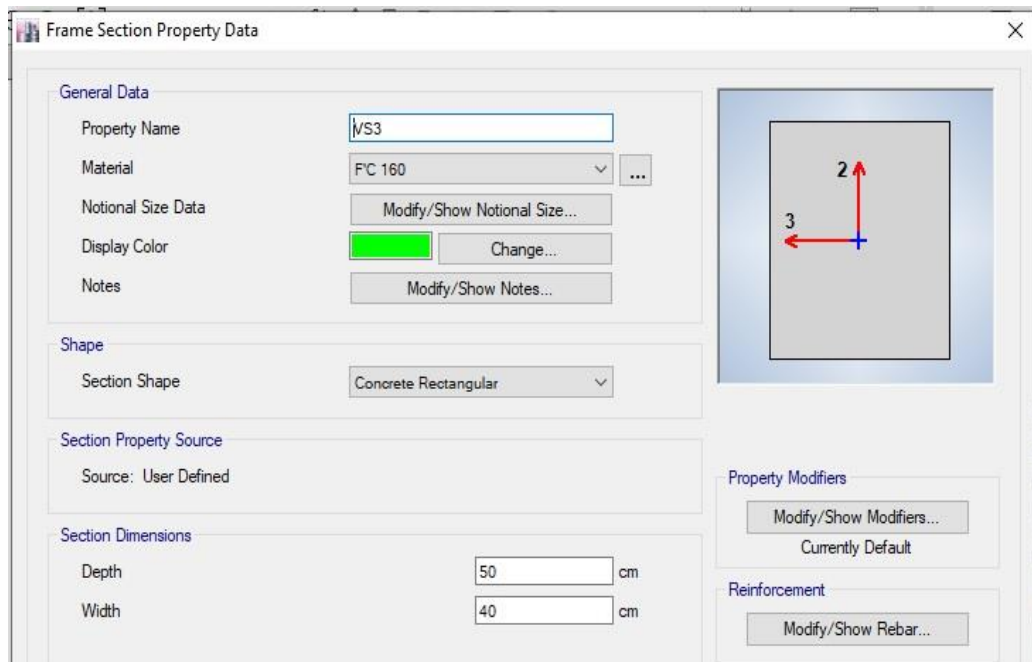 Frame Section Property Data
General Data
Property Name
VS3
Material
F'C 160
...
Notional Size Data
Modify/Show Notional Size...
Display Color
Change...
Notes
Modify/Show Notes...
2
3
Shape
Section Shape
Concrete Rectangular
Section Property Source
Source: User Defined
Property Modifiers
Modify/Show Modifiers...
Currently Default
Section Dimensions
Depth
50
cm
Width
40
cm
Reinforcement
Modify/Show Rebar...